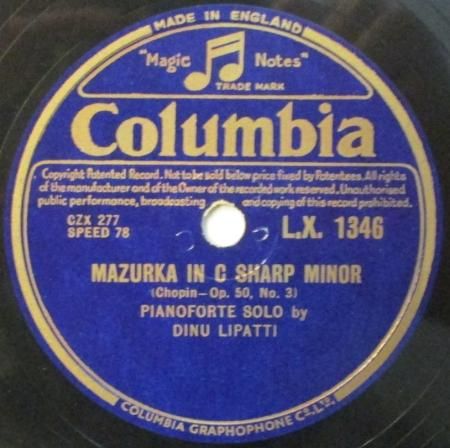 MADE IN ENGLAND
"Magic Notes"
TRADE MARK
Columbia
Copyright Patented Record. Not to be sold below price fixed by Patentees. All rights
of the manufacturer and of the Owner of the recorded work reserved. Unauthorised
public performance, broadcasting and copying of this record prohibited.
CZX 277
SPEED 78
L.X. 1346
MAZURKA IN C SHARP MINOR
(Chopin—Op. 50, No. 3)
PIANOFORTE SOLO by
DINU LIPATTI
COLUMBIA GRAPHOPHONE Co. Ltd.